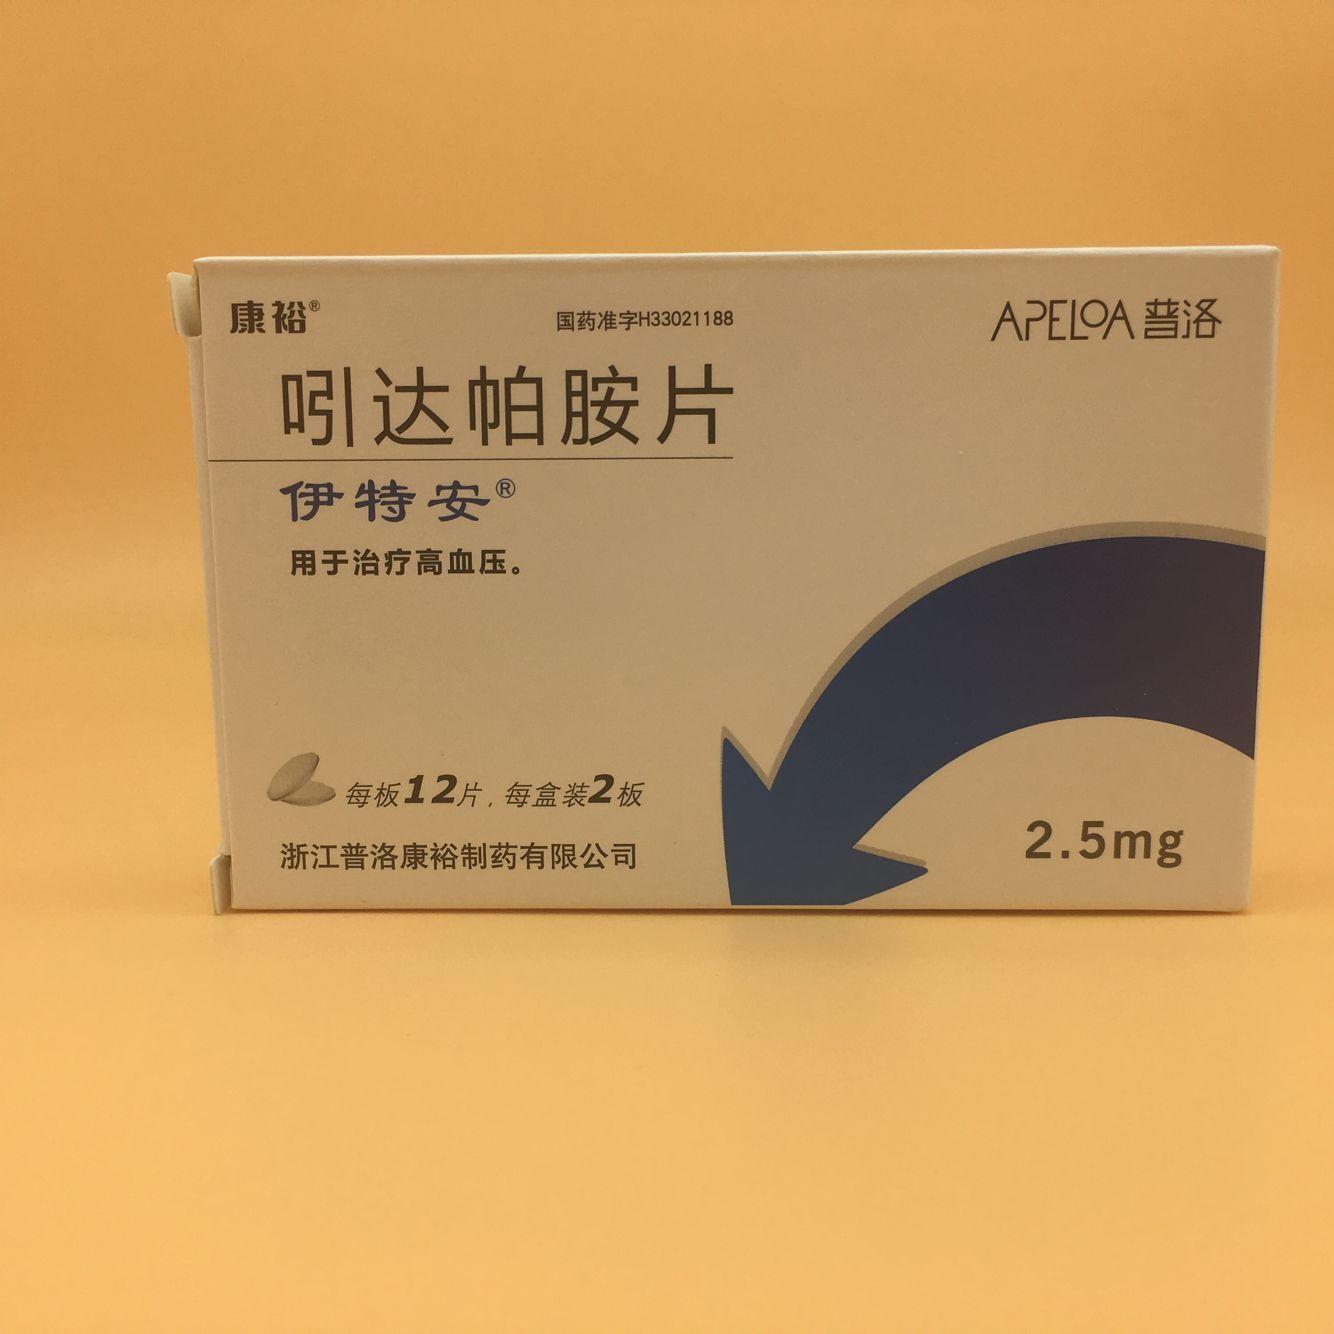 康裕®
国药准字H33021188
APELOA 普洛
吲达帕胺片
伊特安®
用于治疗高血压。
每板12片，每盒装2板
浙江普洛康裕制药有限公司
2.5mg